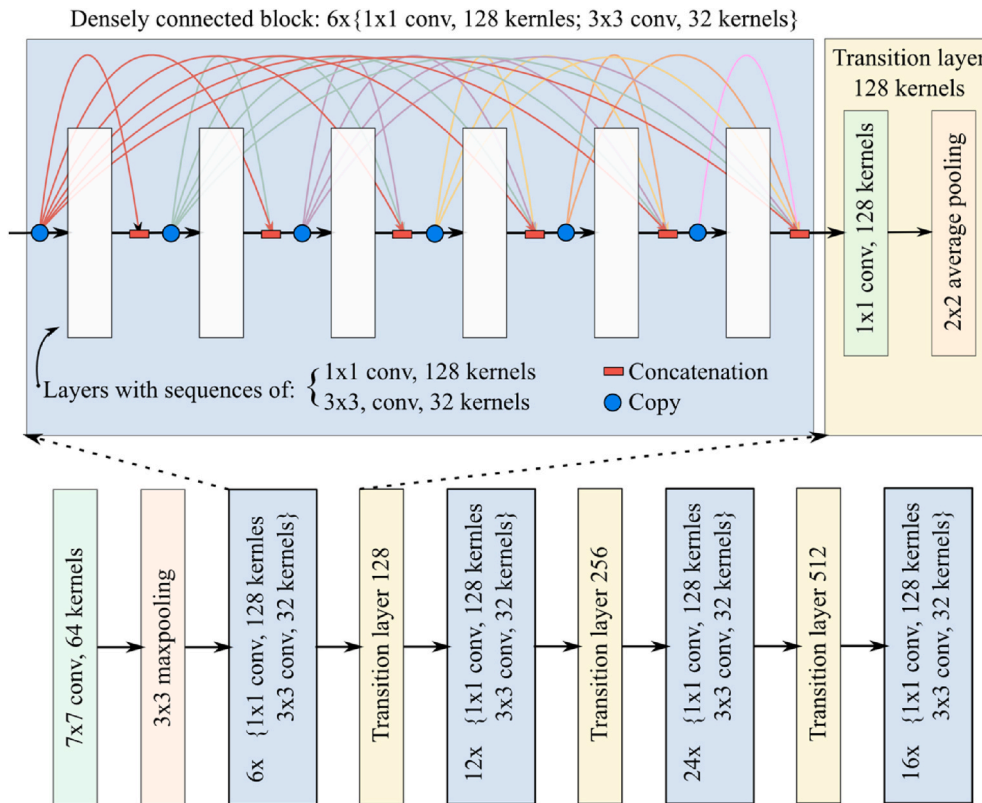 Densely connected block: 6x{1x1 conv, 128 kernles; 3x3 conv, 32 kernels}
Transition layer
128 kernels
1x1 conv, 128 kernels
2x2 average pooling
Layers with sequences of:
1x1 conv, 128 kernels
3x3, conv, 32 kernels
Concatenation
Copy
7x7 conv, 64 kernels
3x3 maxpooling
6x {1x1 conv, 128 kernles
3x3 conv, 32 kernels}
Transition layer 128
12x {1x1 conv, 128 kernles
3x3 conv, 32 kernels}
Transition layer 256
24x {1x1 conv, 128 kernles
3x3 conv, 32 kernels}
Transition layer 512
16x {1x1 conv, 128 kernles
3x3 conv, 32 kernels}